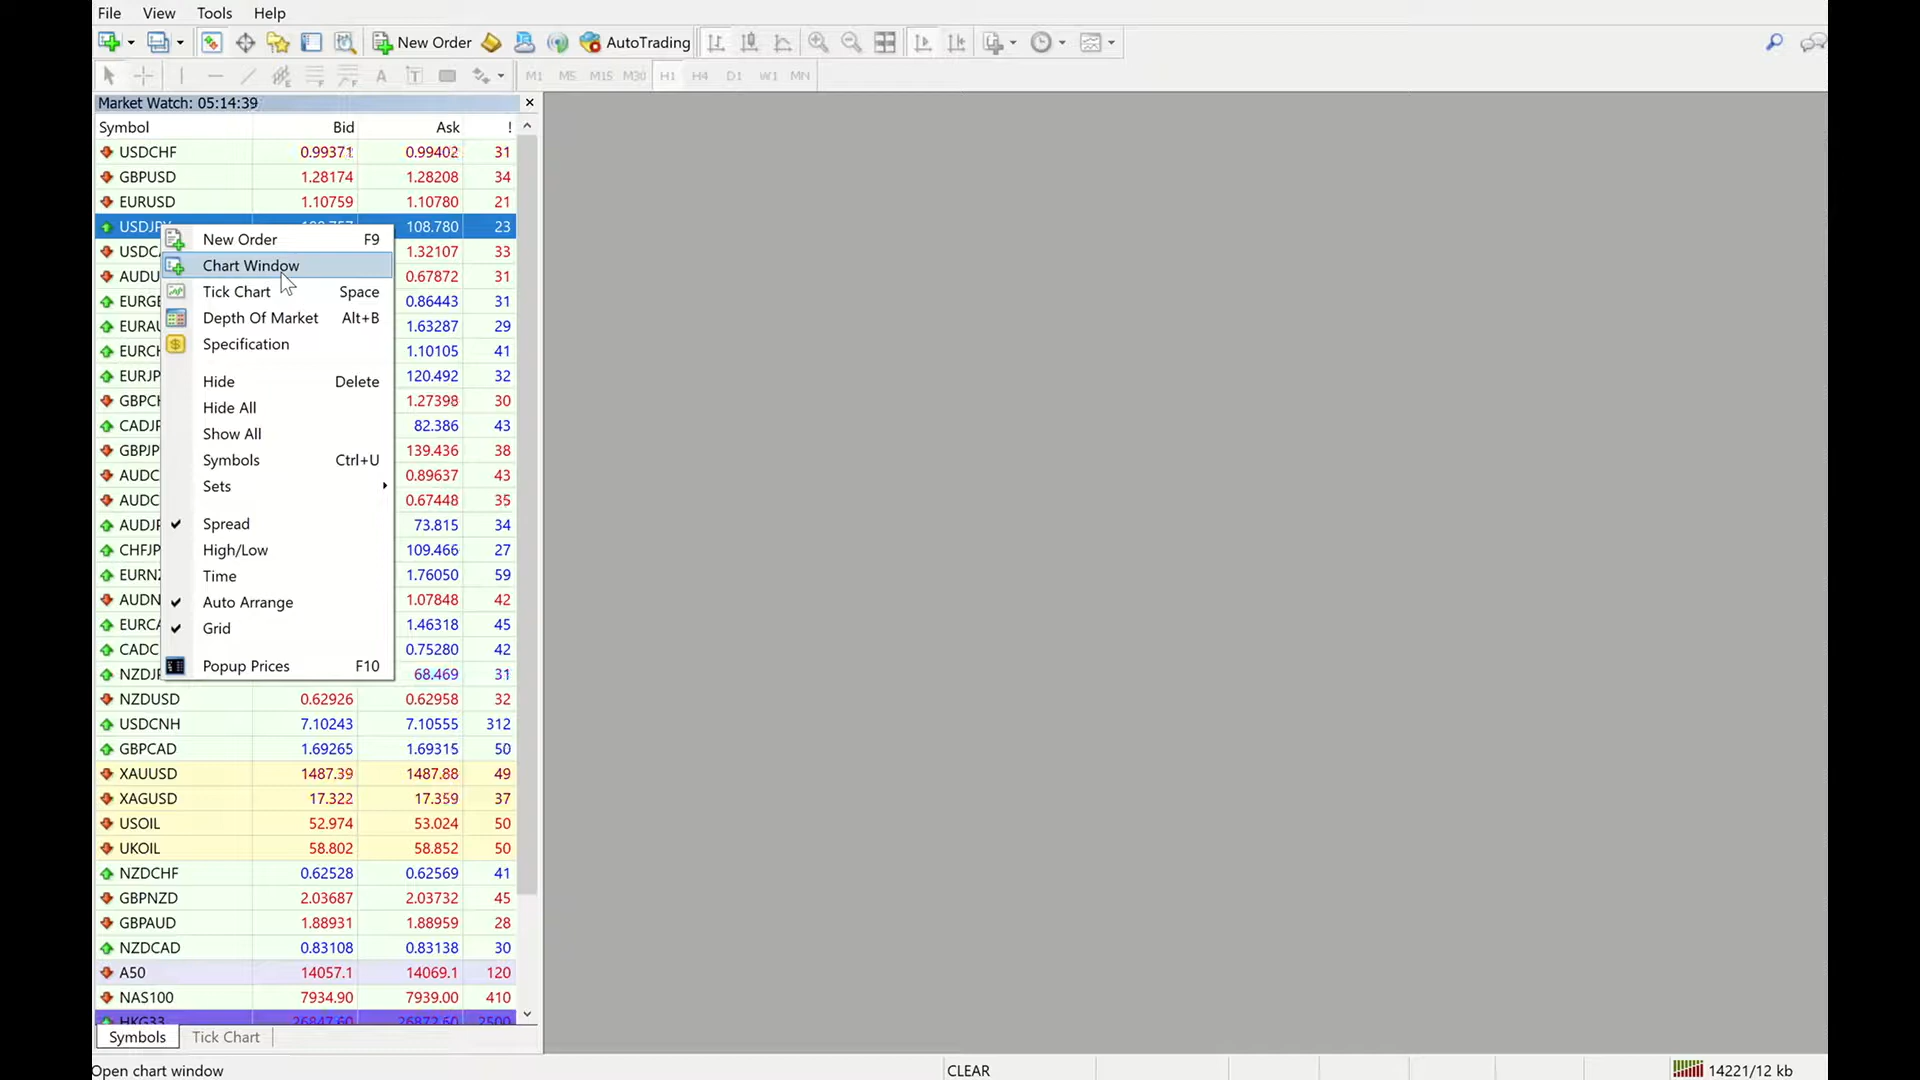 File View Tools Help
New Order AutoTrading
A T M1 M5 M15 M30 H1 H4 D1 W1 MN
Market Watch: 05:14:39
Symbol Bid Ask !
USDCHF 0.99371 0.99402 31
GBPUSD 1.28174 1.28208 34
EURUSD 1.10759 1.10780 21
108.780 23
1.32107 33
0.67872 31
0.86443 31
1.63287 29
1.10105 41
120.492 32
1.27398 30
82.386 43
139.436 38
0.89637 43
0.67448 35
73.815 34
109.466 27
1.76050 59
1.07848 42
1.46318 45
0.75280 42
68.469 31
New Order F9
Chart Window
Tick Chart Space
Depth Of Market Alt+B
Specification
Hide Delete
Hide All
Show All
Symbols Ctrl+U
Sets
Spread
High/Low
Time
Auto Arrange
Grid
Popup Prices F10
NZDUSD 0.62926 0.62958 32
USDCNH 7.10243 7.10555 312
GBPCAD 1.69265 1.69315 50
XAUUSD 1487.39 1487.88 49
XAGUSD 17.322 17.359 37
USOIL 52.974 53.024 50
UKOIL 58.802 58.852 50
NZDCHF 0.62528 0.62569 41
GBPNZD 2.03687 2.03732 45
GBPAUD 1.88931 1.88959 28
NZDCAD 0.83108 0.83138 30
A50 14057.1 14069.1 120
NAS100 7934.90 7939.00 410
HKG33 26847.60 26872.60 2500
Symbols Tick Chart
Open chart window CLEAR 14221/12 kb